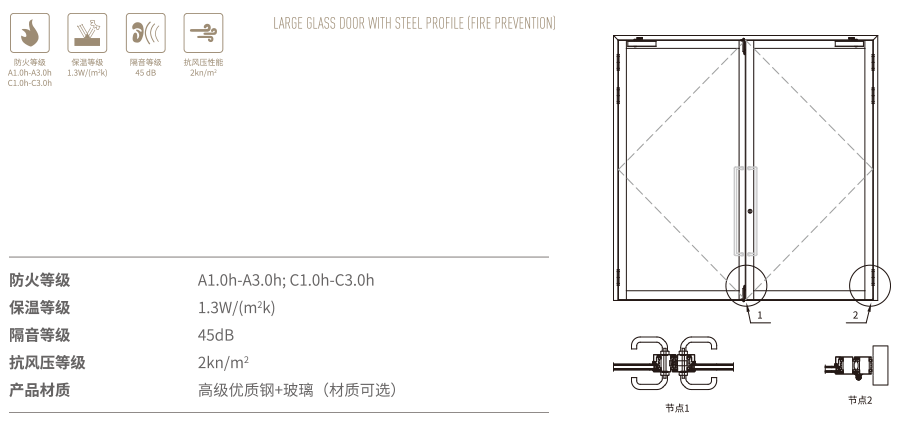 LARGE GLASS DOOR WITH STEEL PROFILE (FIRE PREVENTION)
防火等级
A1.0h-A3.0h
C1.0h-C3.0h
保温等级
1.3W/(m²k)
隔音等级
45 dB
抗风压性能
2kn/m²
防火等级 A1.0h-A3.0h; C1.0h-C3.0h
保温等级 1.3W/(m²k)
隔音等级 45dB
抗风压等级 2kn/m²
产品材质 高级优质钢+玻璃（材质可选）
1
2
节点1
节点2